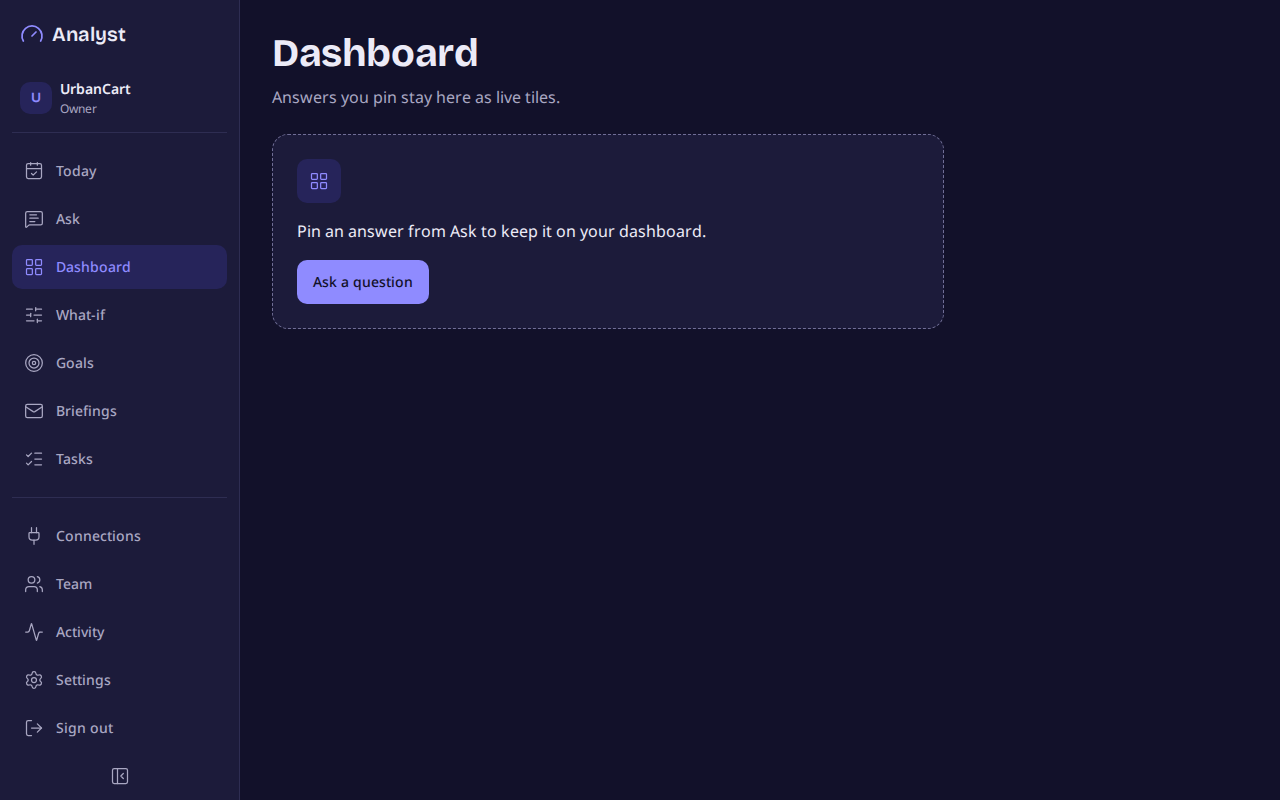 Analyst
U
UrbanCart
Owner
Today
Ask
Dashboard
What-if
Goals
Briefings
Tasks
Connections
Team
Activity
Settings
Sign out
Dashboard
Answers you pin stay here as live tiles.
Pin an answer from Ask to keep it on your dashboard.
Ask a question